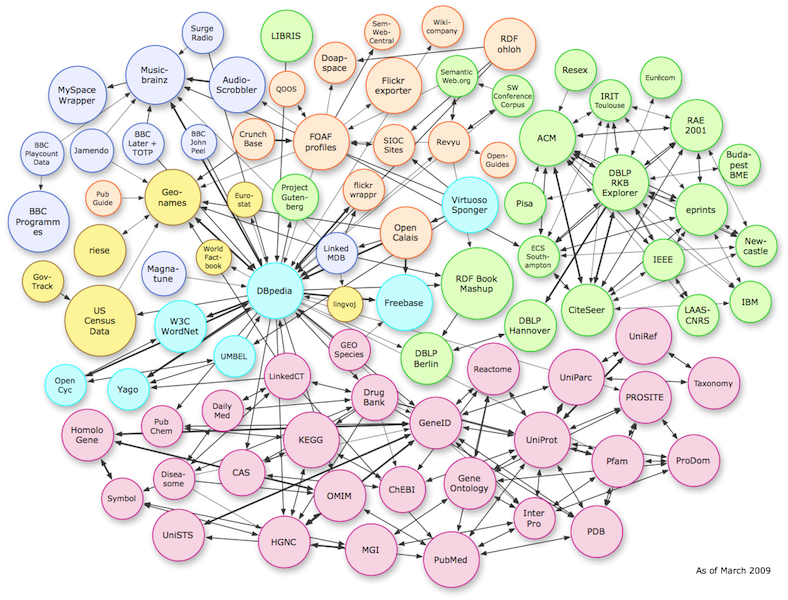 Surge
Radio
LIBRIS
Sem-
Web-
Central
Wiki-
company
RDF
ohloh
Music-
brainz
Audio-
Scrobbler
MySpace
Wrapper
QDOS
Doap-
space
Flickr
exporter
Semantic
Web.org
SW
Conference
Corpus
Resex
IRIT
Toulouse
Eurécom
RAE
2001
ACM
BBC
Playcount
Data
Jamendo
BBC
Later +
TOTP
BBC
John
Peel
Crunch
Base
FOAF
profiles
SIOC
Sites
Revyu
Open-
Guides
Buda-
pest
BME
DBLP
RKB
Explorer
Pub
Guide
Geo-
names
Euro-
stat
Project
Guten-
berg
flickr
wrappr
Virtuoso
Sponger
Pisa
eprints
BBC
Programm
es
riese
World
Fact-
book
Linked
MDB
Open
Calais
ECS
South-
ampton
IEEE
New-
castle
Gov-
Track
Magna-
tune
DBpedia
lingvoj
Freebase
RDF Book
Mashup
CiteSeer
LAAS-
CNRS
IBM
US
Census
Data
W3C
WordNet
DBLP
Hannover
UMBEL
GEO
Species
DBLP
Berlin
UniRef
Open
Cyc
Yago
LinkedCT
Reactome
UniParc
Taxonomy
Drug
Bank
PROSITE
Daily
Med
Homolo
Gene
Pub
Chem
KEGG
GeneID
UniProt
Pfam
ProDom
Disea-
some
CAS
ChEBI
Gene
Ontology
Symbol
OMIM
Inter
Pro
PDB
UniSTS
HGNC
MGI
PubMed
As of March 2009